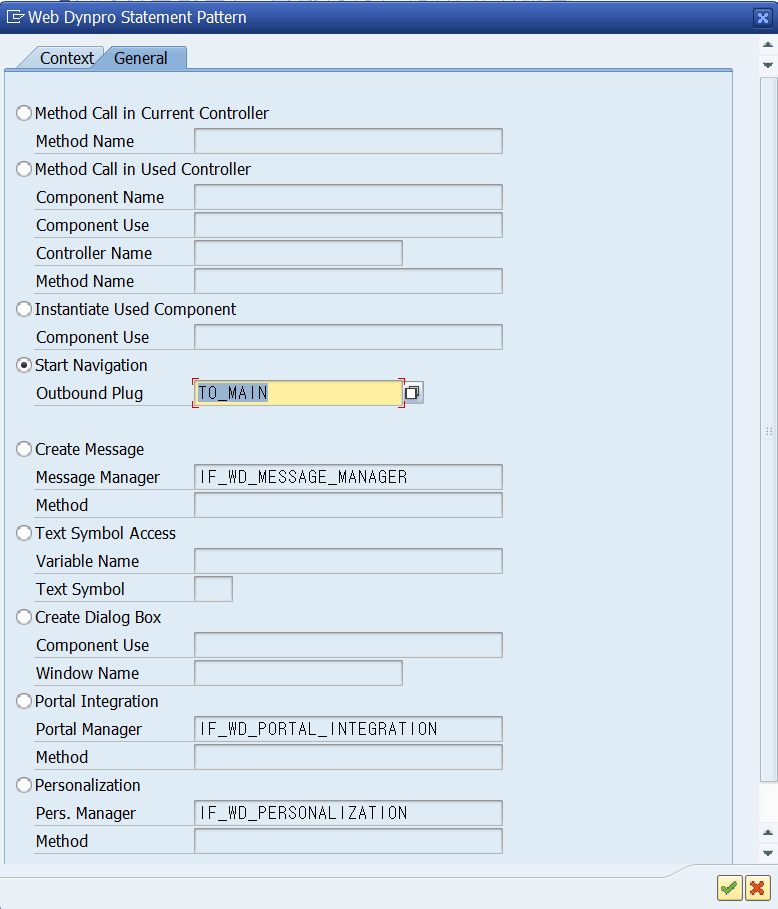 Web Dynpro Statement Pattern
Context General
Method Call in Current Controller
Method Name
Method Call in Used Controller
Component Name
Component Use
Controller Name
Method Name
Instantiate Used Component
Component Use
Start Navigation
Outbound Plug TO_MAIN
Create Message
Message Manager IF_WD_MESSAGE_MANAGER
Method
Text Symbol Access
Variable Name
Text Symbol
Create Dialog Box
Component Use
Window Name
Portal Integration
Portal Manager IF_WD_PORTAL_INTEGRATION
Method
Personalization
Pers. Manager IF_WD_PERSONALIZATION
Method